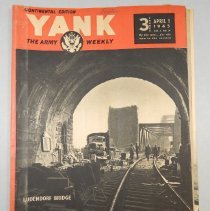 CONTINENTAL EDITION
YANK
THE ARMY WEEKLY
3
APRIL 1
1945
LUDENDORF BRIDGE